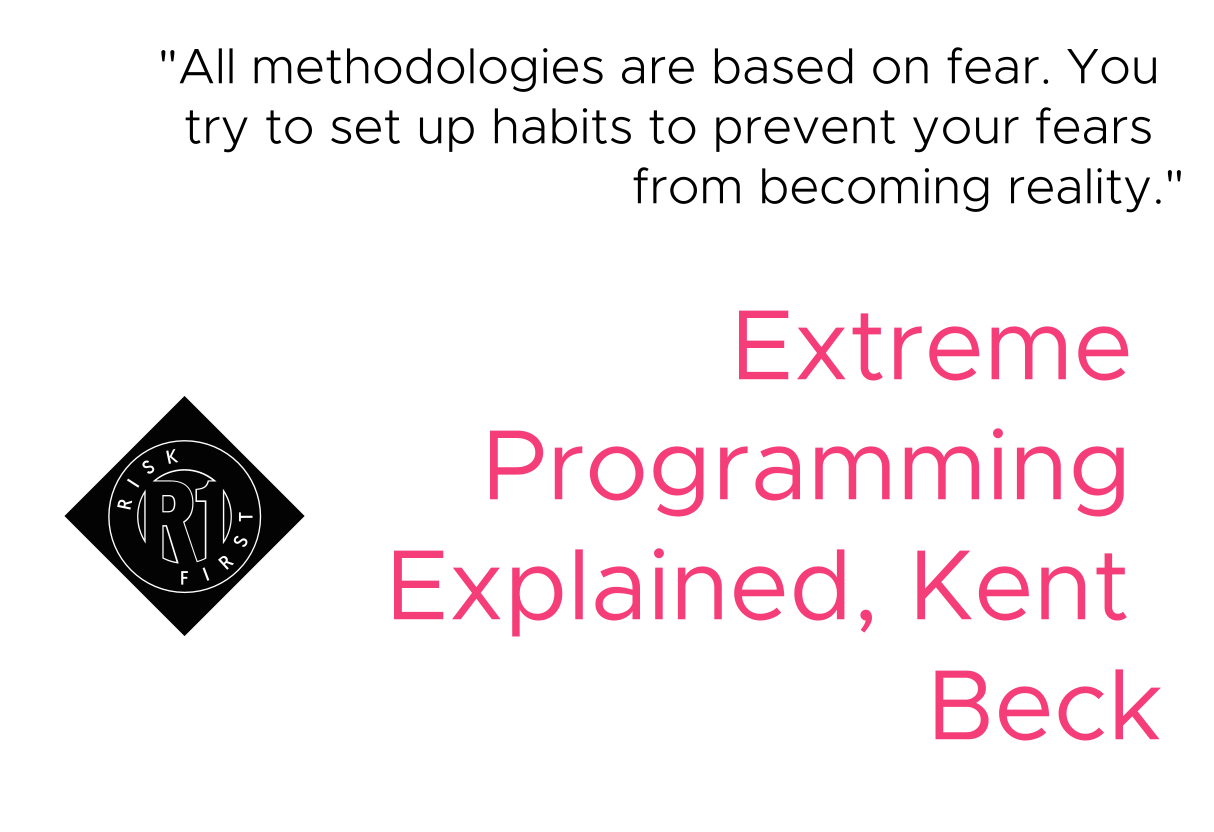 "All methodologies are based on fear. You
try to set up habits to prevent your fears
from becoming reality."
Extreme
Programming
Explained, Kent
Beck
RISK
R1
FIRST